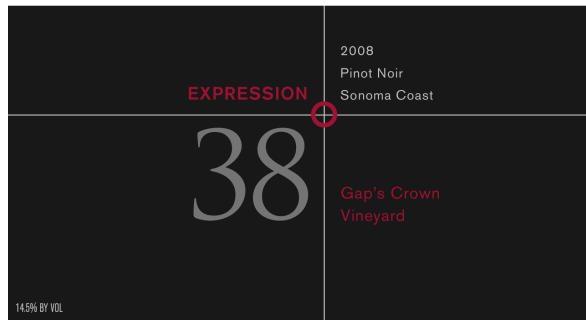 EXPRESSION
38
2008
Pinot Noir
Sonoma Coast
Gap's Crown
Vineyard
14.5% BY VOL